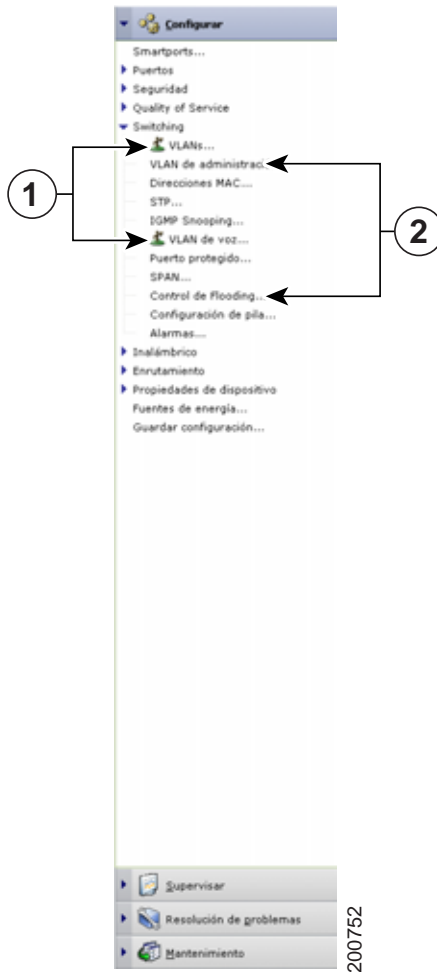 Configurar
Smartports...
Puertos
Seguridad
Quality of Service
Switching
VLANs...
VLAN de administraci...
Direcciones MAC...
STP...
IGMP Snooping...
VLAN de voz...
Puerto protegido...
SPAN...
Control de Flooding...
Configuración de pila...
Alarmas...
Inalámbrico
Enrutamiento
Propiedades de dispositivo
Fuentes de energía...
Guardar configuración...
1
2
Supervisar
Resolución de problemas
Mantenimiento
200752